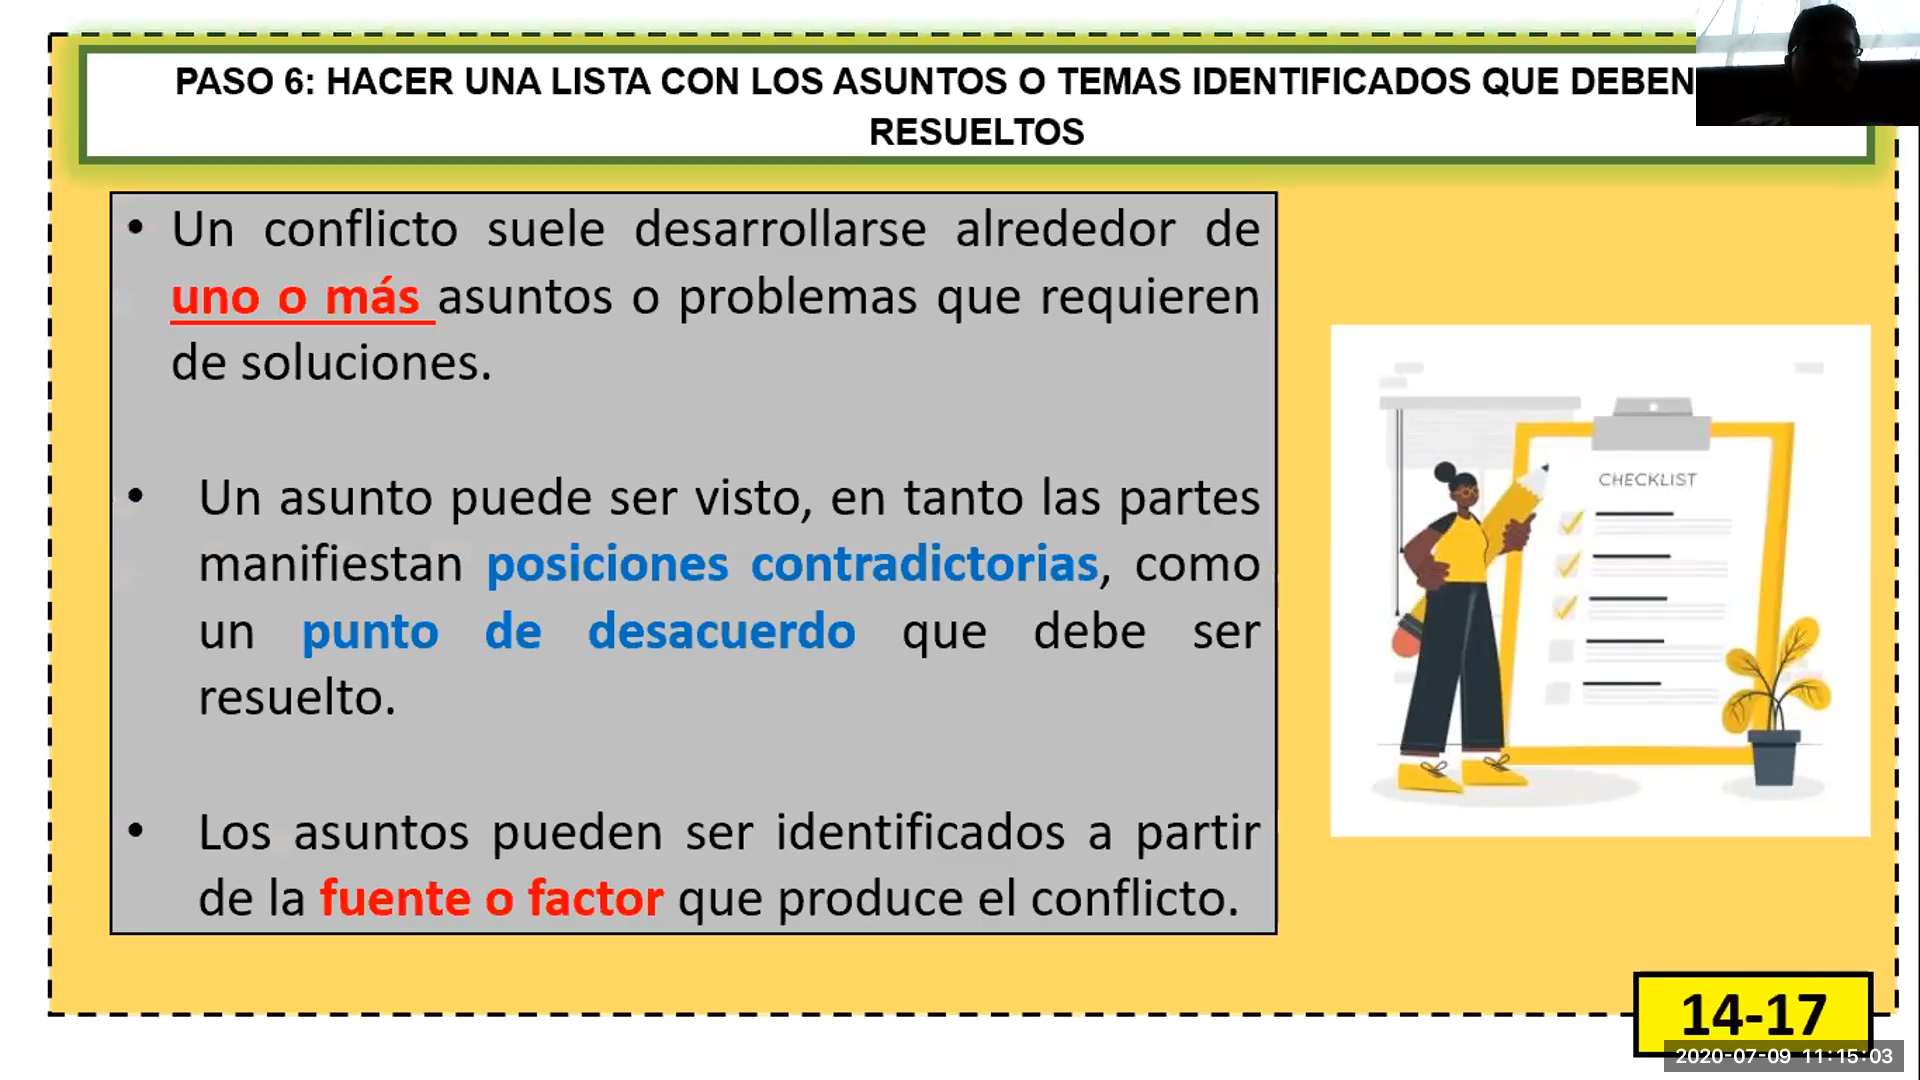 PASO 6: HACER UNA LISTA CON LOS ASUNTOS O TEMAS IDENTIFICADOS QUE DEBEN
RESUELTOS
• Un conflicto suele desarrollarse alrededor de
uno o más asuntos o problemas que requieren
de soluciones.
• Un asunto puede ser visto, en tanto las partes
manifiestan posiciones contradictorias, como
un punto de desacuerdo que debe ser
resuelto.
• Los asuntos pueden ser identificados a partir
de la fuente o factor que produce el conflicto.
CHECKLIST
14-17
2020-07-09 11:15:03